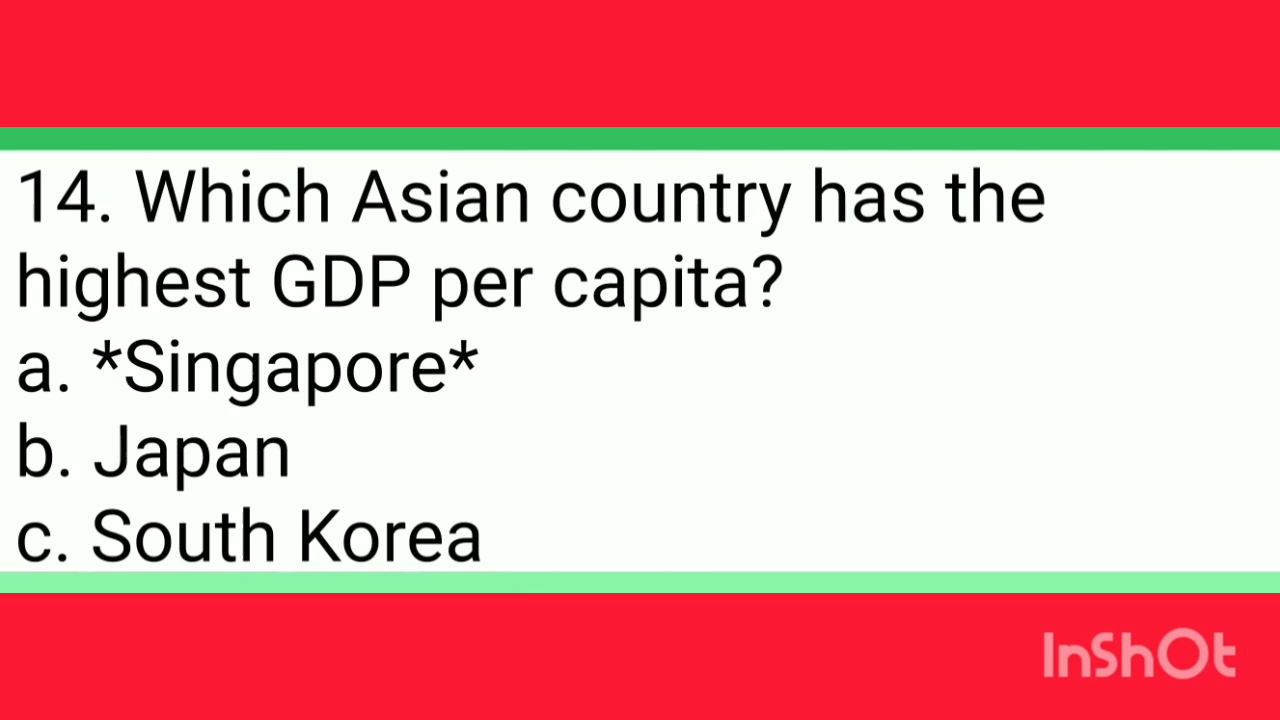 14. Which Asian country has the
highest GDP per capita?
a. *Singapore*
b. Japan
c. South Korea
InShOt